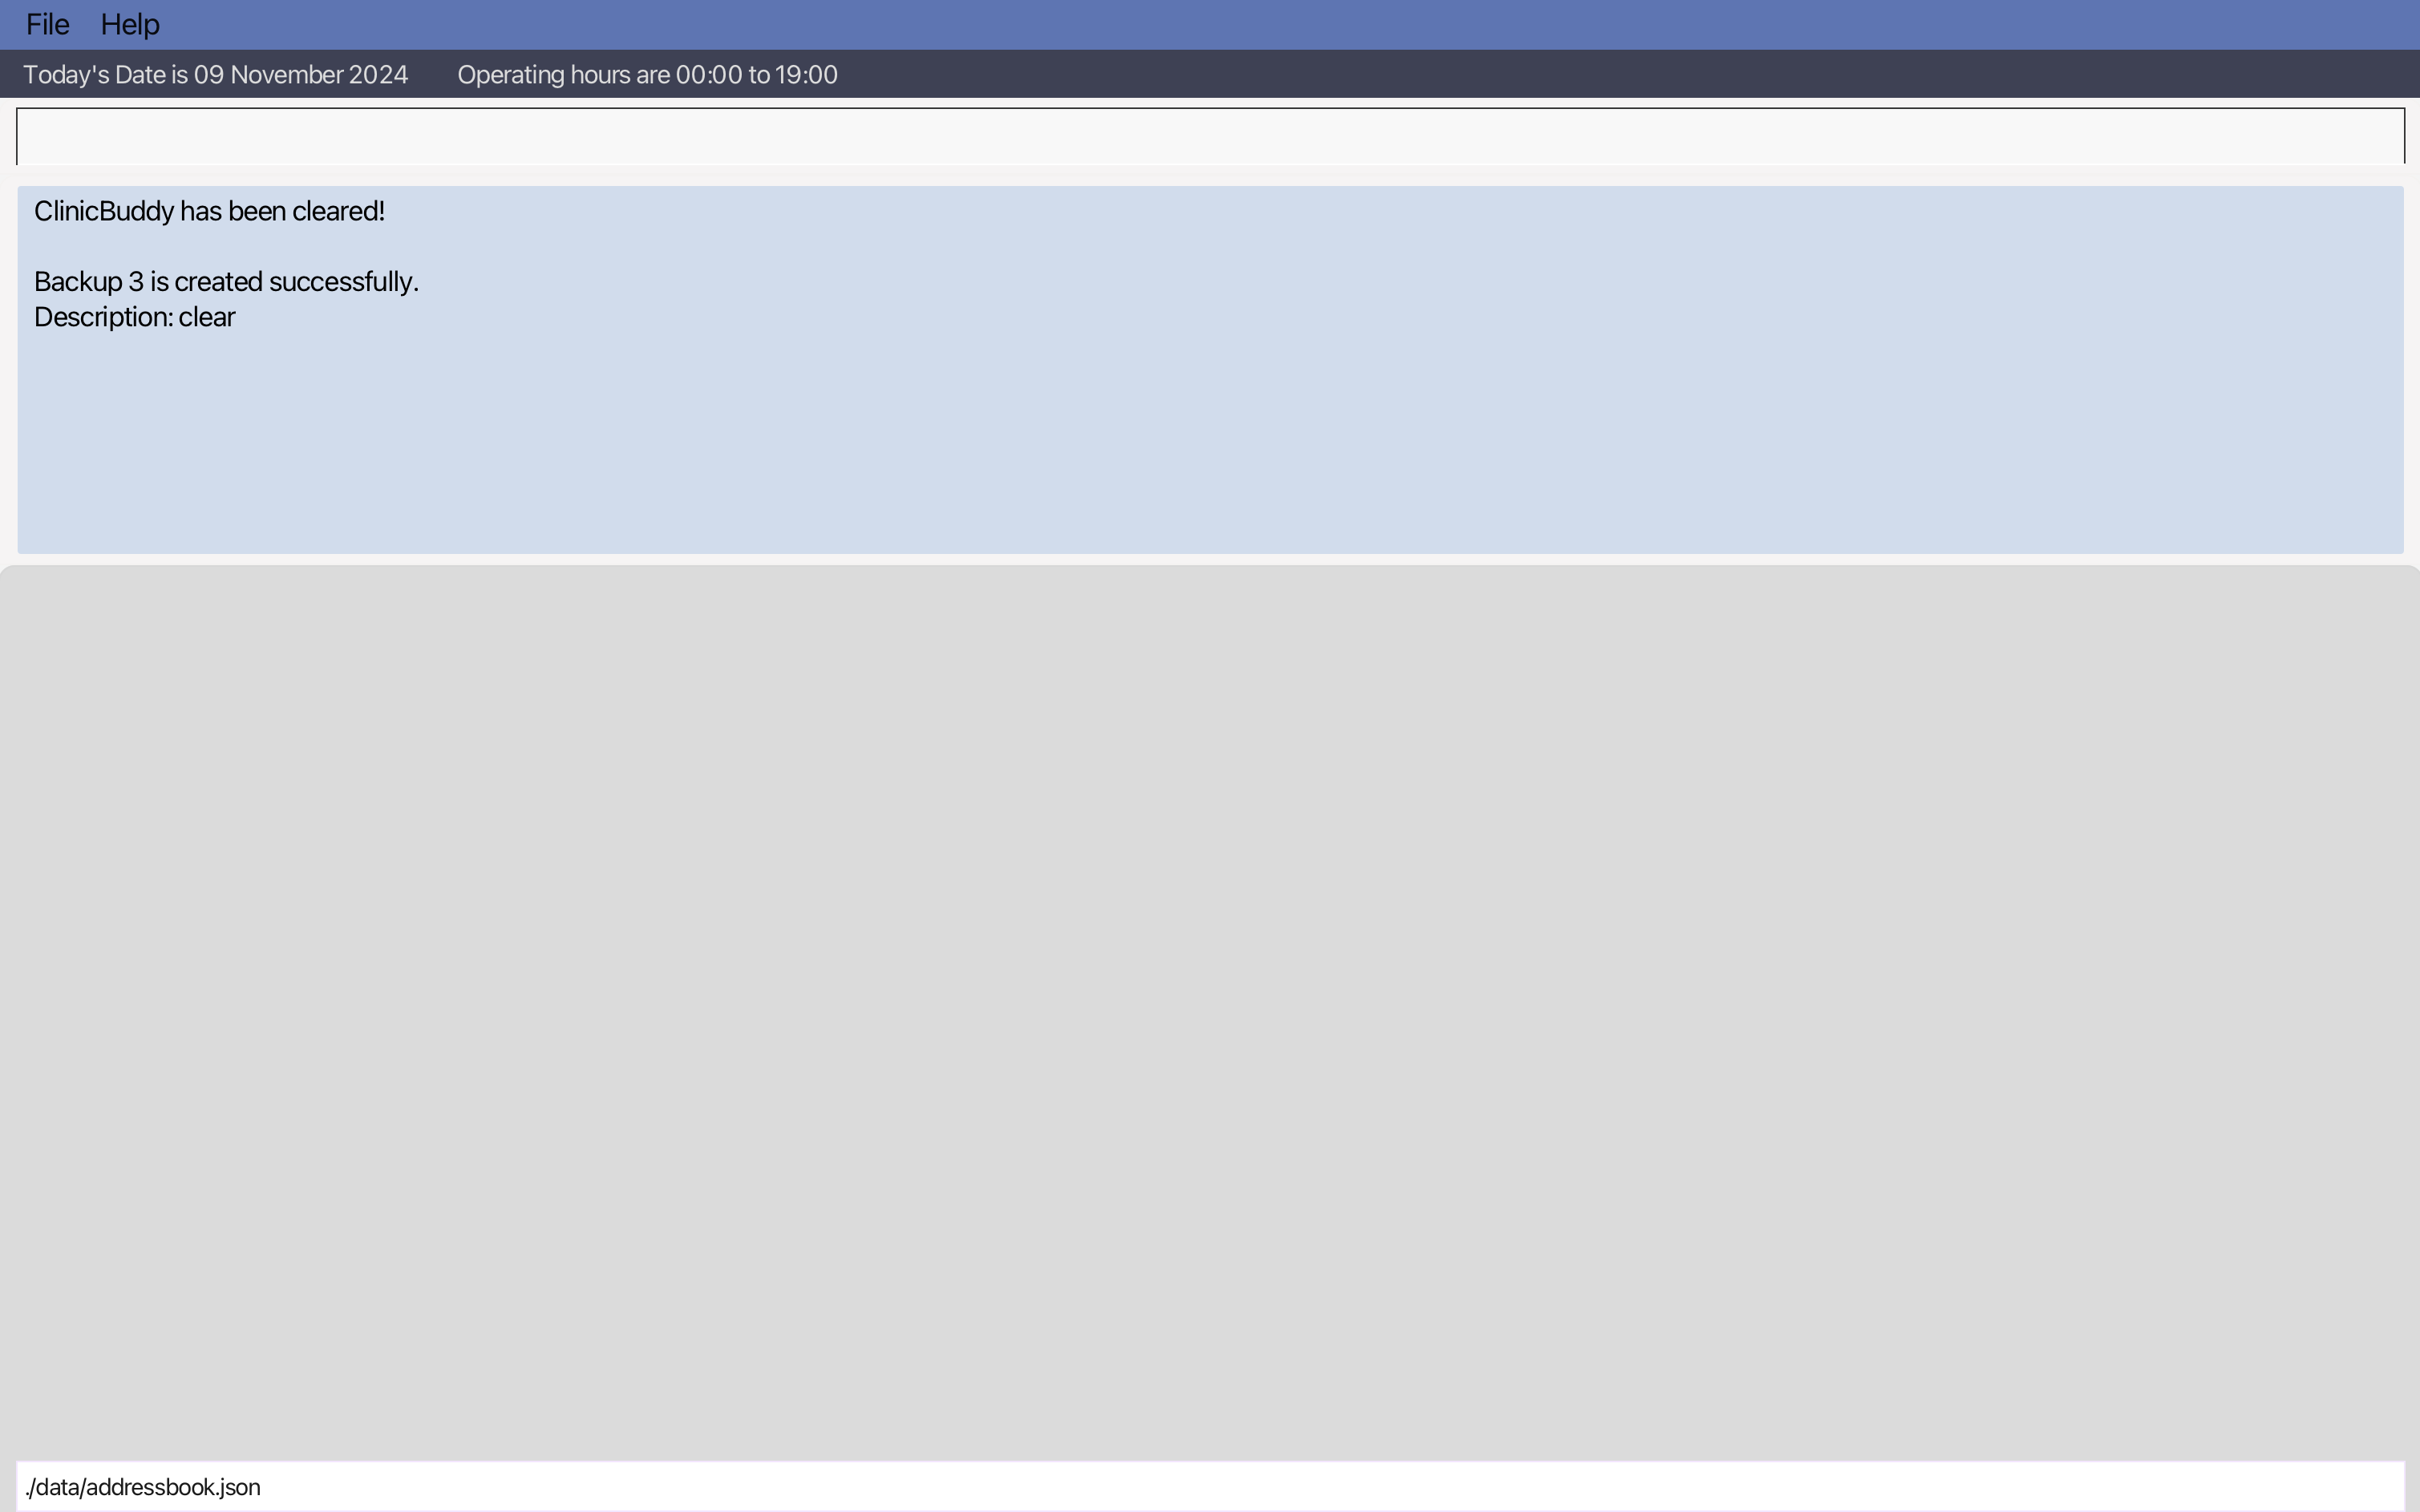 File Help
Today's Date is 09 November 2024 Operating hours are 00:00 to 19:00
ClinicBuddy has been cleared!
Backup 3 is created successfully.
Description: clear
./data/addressbook.json